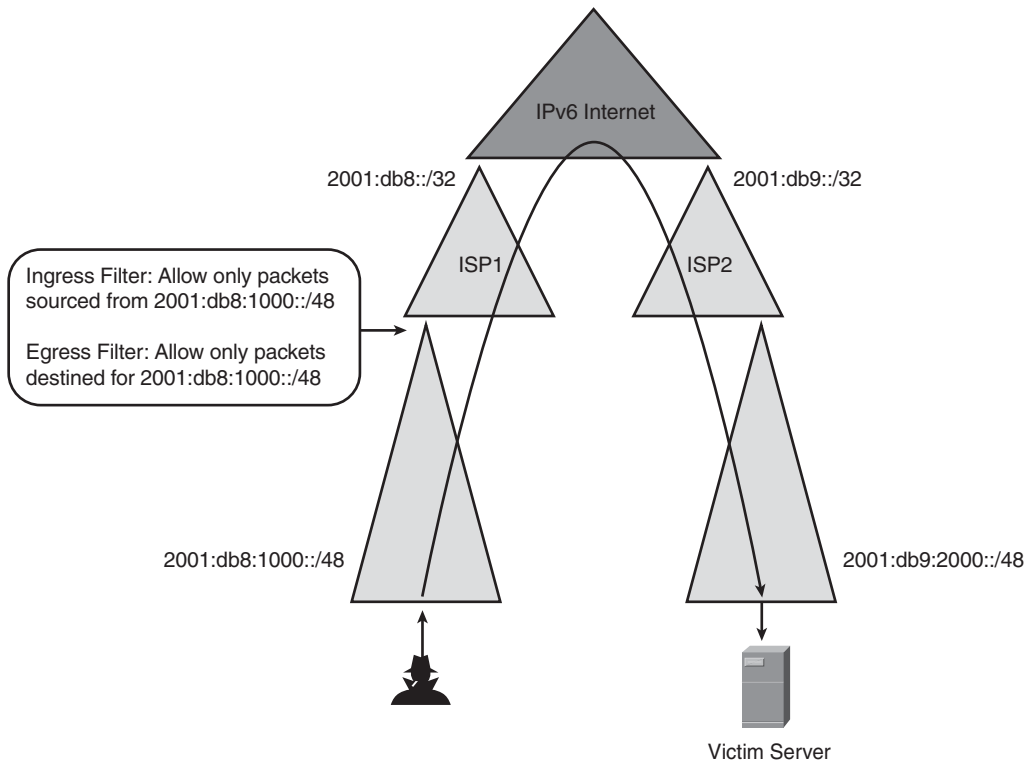 IPv6 Internet
2001:db8::/32
2001:db9::/32
ISP1
ISP2
Ingress Filter: Allow only packets
sourced from 2001:db8:1000::/48
Egress Filter: Allow only packets
destined for 2001:db8:1000::/48
2001:db8:1000::/48
2001:db9:2000::/48
Victim Server